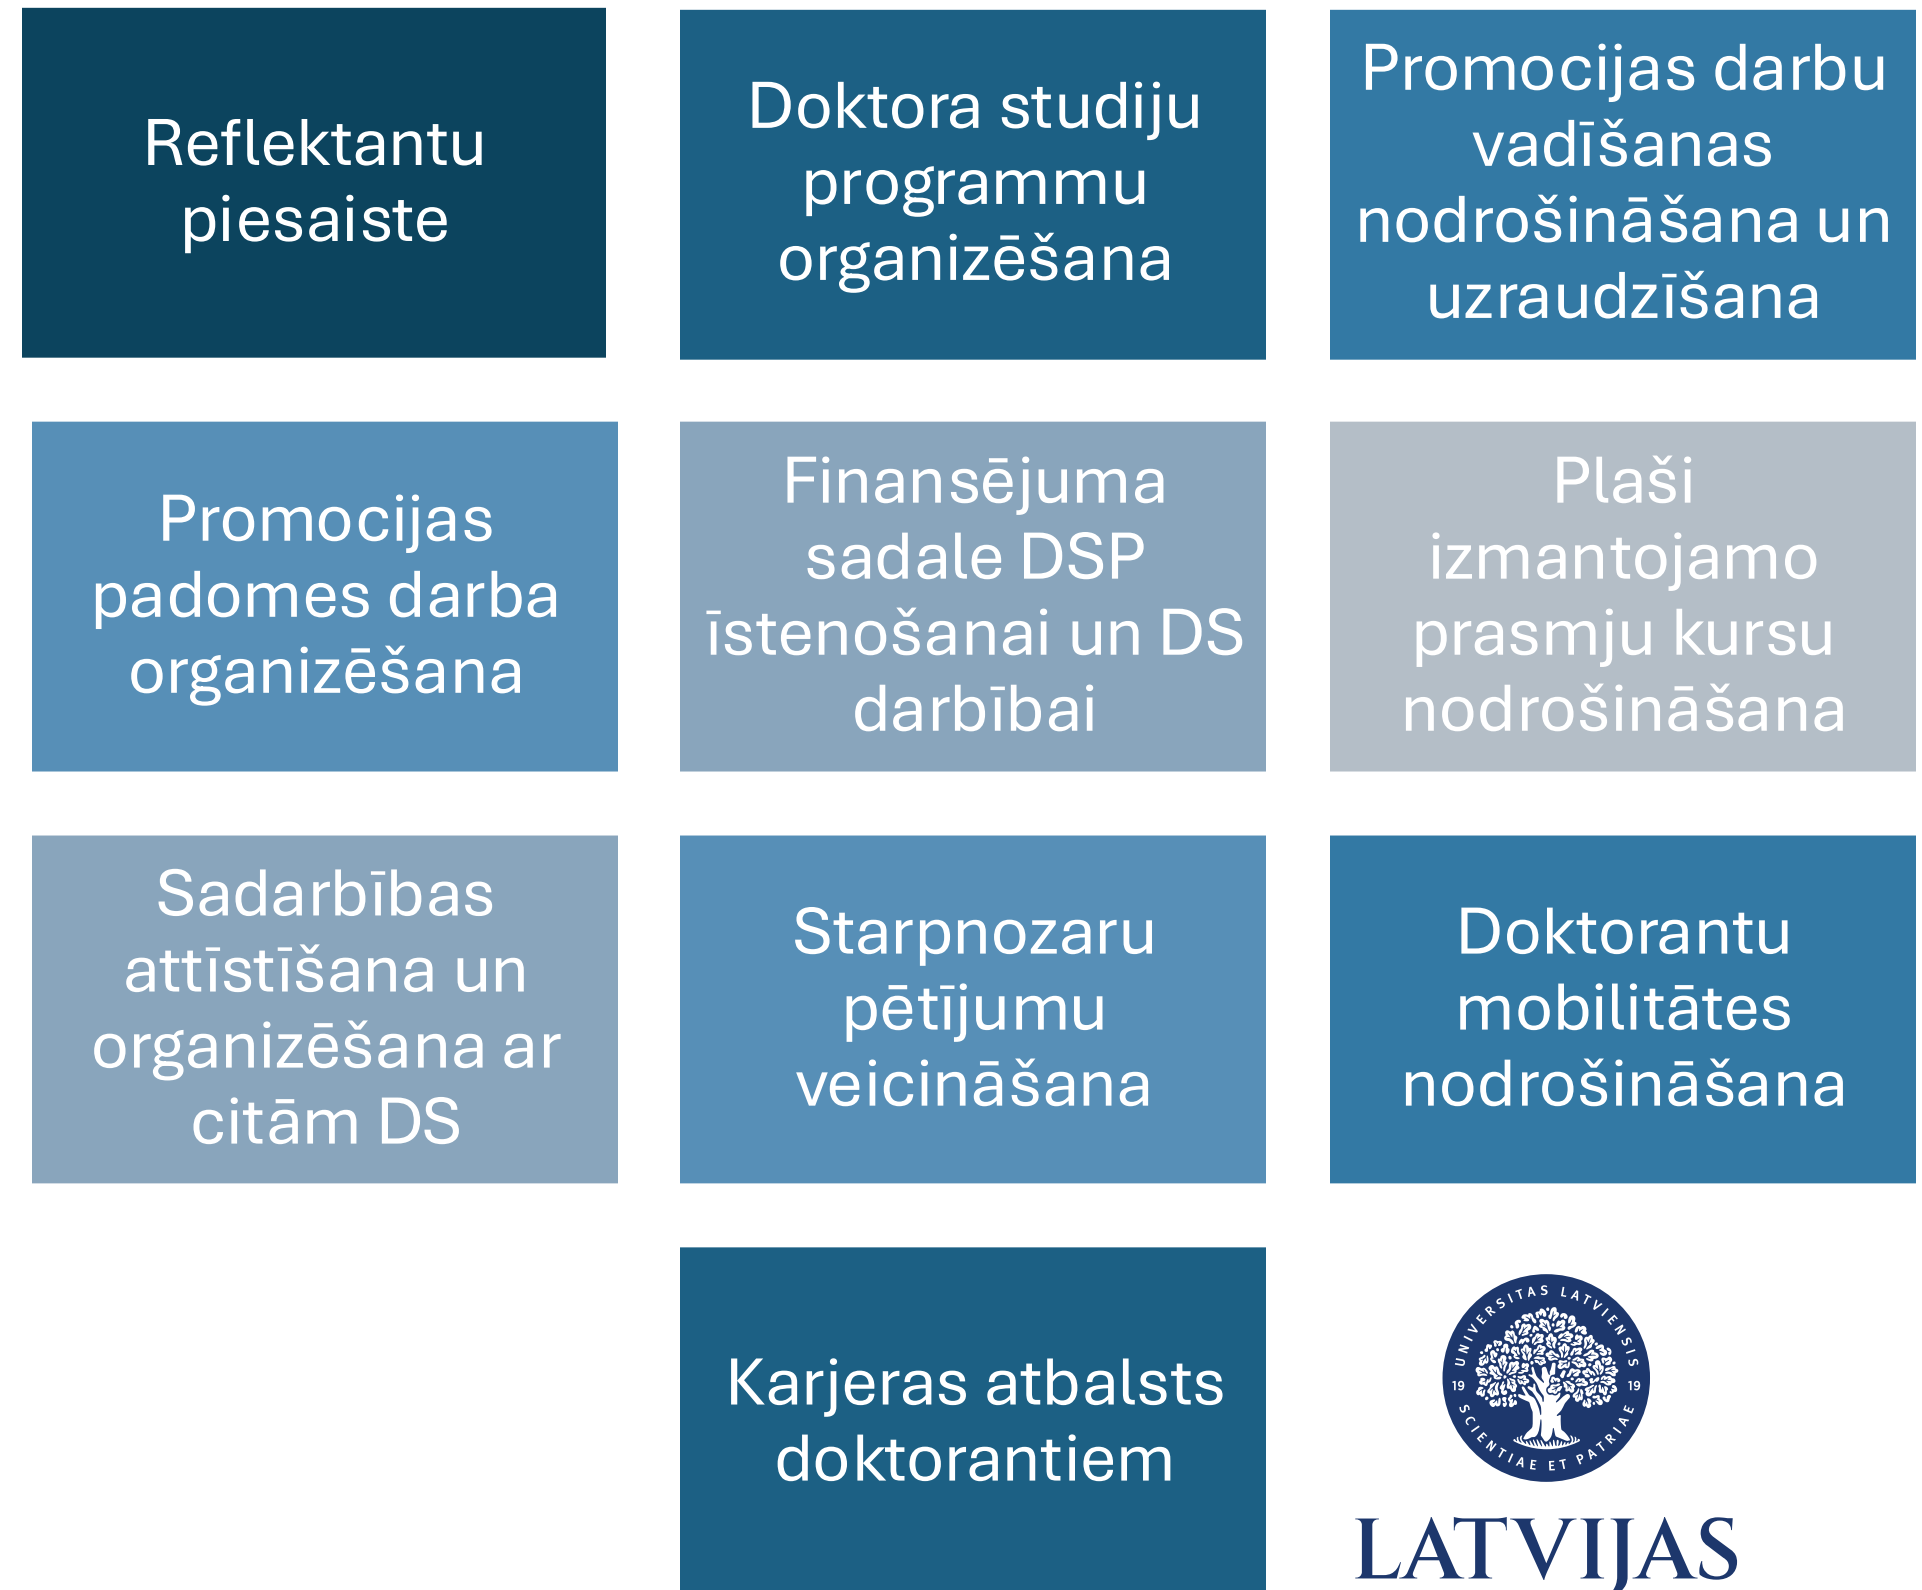 Reflektantu
piesaiste
Doktora studiju
programmu
organizēšana
Promocijas darbu
vadīšanas
nodrošināšana un
uzraudzīšana
Promocijas
padomes darba
organizēšana
Finansējuma
sadale DSP
īstenošanai un DS
darbībai
Plaši
izmantojamo
prasmju kursu
nodrošināšana
Sadarbības
attīstīšana un
organizēšana ar
citām DS
Starpnozaru
pētījumu
veicināšana
Doktorantu
mobilitātes
nodrošināšana
Karjeras atbalsts
doktorantiem
UNIVERSITAS LATVIENSIS
19 19
SCIENTIAE ET PATRIAE
LATVIJAS